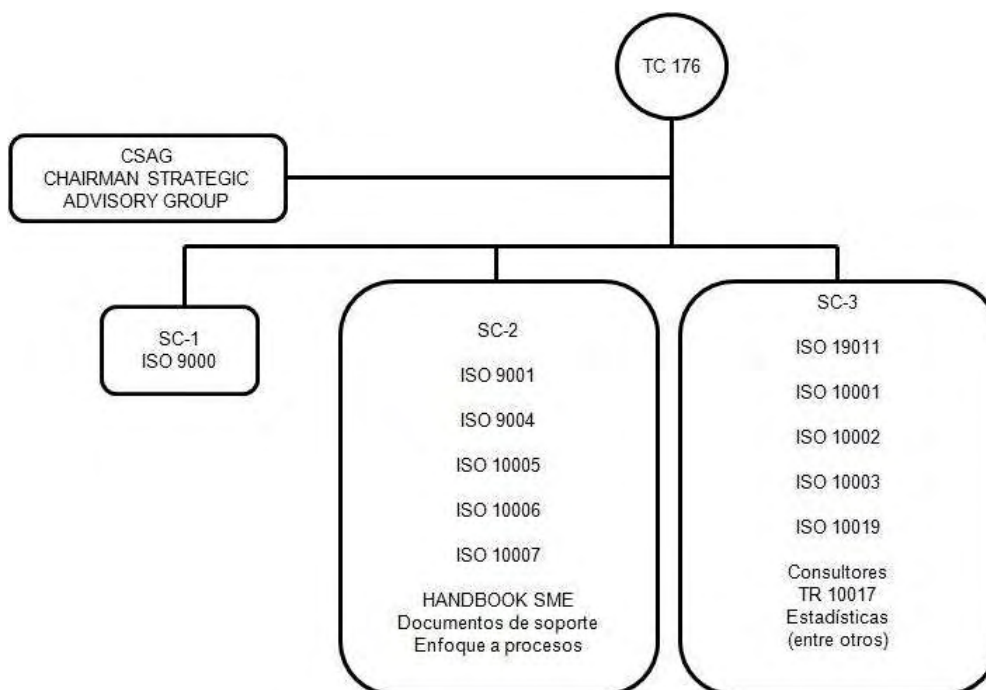 TC 176
CSAG
CHAIRMAN STRATEGIC
ADVISORY GROUP
SC-1
ISO 9000
SC-2
ISO 9001
ISO 9004
ISO 10005
ISO 10006
ISO 10007
HANDBOOK SME
Documentos de soporte
Enfoque a procesos
SC-3
ISO 19011
ISO 10001
ISO 10002
ISO 10003
ISO 10019
Consultores
TR 10017
Estadísticas
(entre otros)